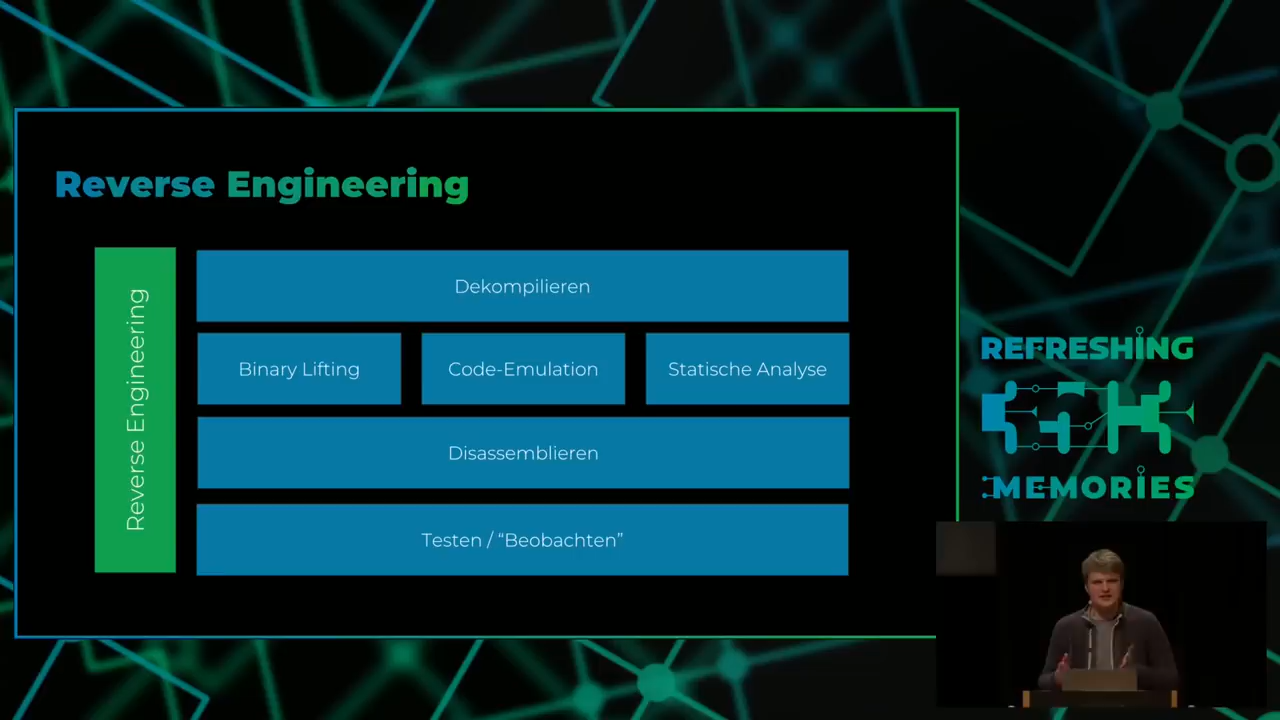 Reverse Engineering
Reverse Engineering
Dekompilieren
Binary Lifting
Code-Emulation
Statische Analyse
Disassemblieren
Testen / “Beobachten”
REFRESHING
MEMORIES